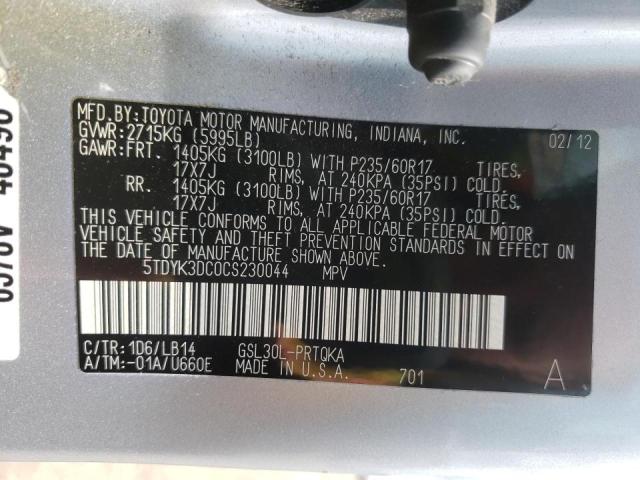 MFD.BY:TOYOTA MOTOR MANUFACTURING, INDIANA, INC. 02/12
GVWR:2715KG (5995LB)
GAWR:FRT. 1405KG (3100LB) WITH P235/60R17 TIRES,
17X7J RIMS, AT 240KPA (35PSI) COLD.
RR. 1405KG (3100LB) WITH P235/60R17 TIRES,
17X7J RIMS, AT 240KPA (35PSI) COLD.
THIS VEHICLE CONFORMS TO ALL APPLICABLE FEDERAL MOTOR
VEHICLE SAFETY AND THEFT PREVENTION STANDARDS IN EFFECT ON
THE DATE OF MANUFACTURE SHOWN ABOVE.
5TDYK3DC0CS230044 MPV
C/TR:1D6/LB14 GSL30L-PRTQKA
A/TM:-01A/U660E MADE IN U.S.A. 701 A